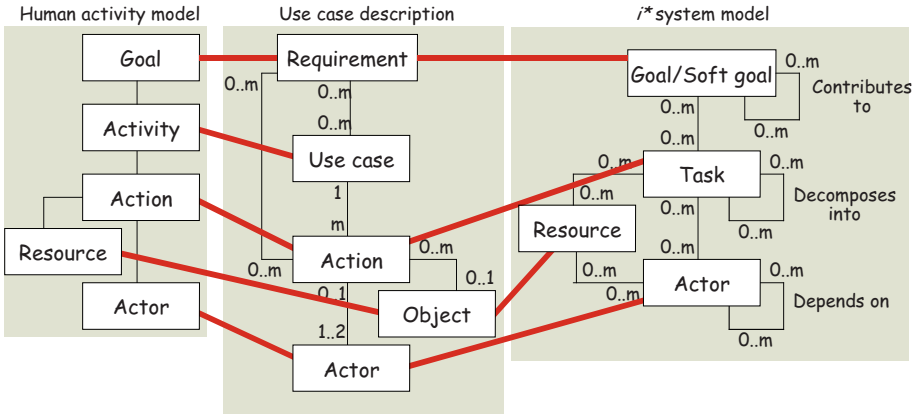 Human activity model
Goal
Activity
Action
Resource
Actor
Use case description
Requirement
0..m
0..m
0..m
Use case
1
m
Action
0..m
0..m
0..1
0..1
Object
1..2
Actor
i* system model
Goal/Soft goal
0..m
Contributes
to
0..m
0..m
0..m
0..m
Task
0..m
0..m
Decomposes
into
0..m
0..m
Resource
0..m
0..m
0..m
Actor
0..m
0..m
Depends on
0..m